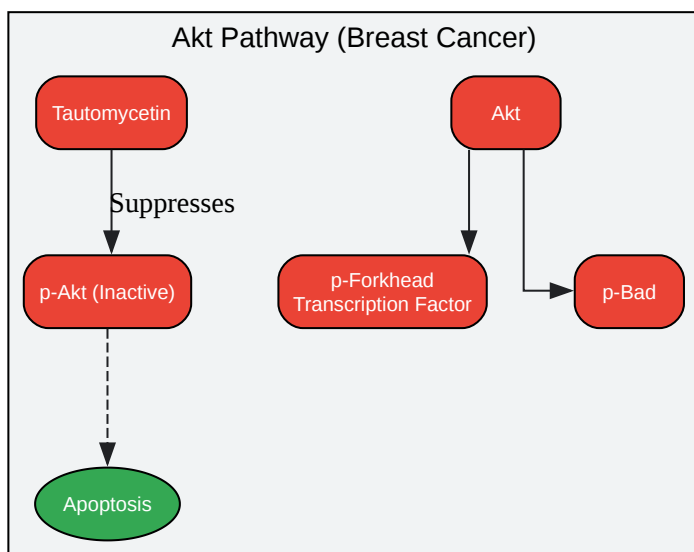 Akt Pathway (Breast Cancer)
Tautomycetin
Akt
Suppresses
p-Akt (Inactive)
p-Forkhead
Transcription Factor
p-Bad
Apoptosis